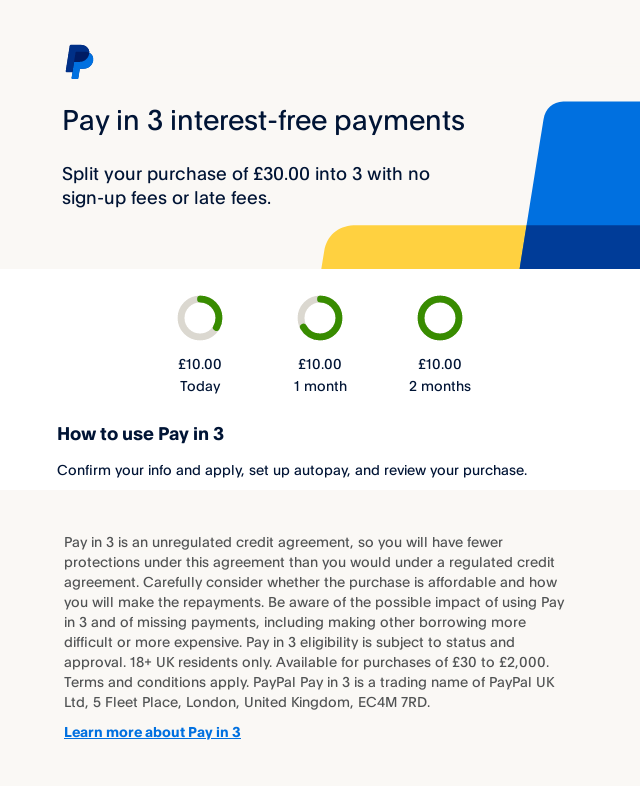 Pay in 3 interest-free payments
Split your purchase of £30.00 into 3 with no
sign-up fees or late fees.
£10.00
Today
£10.00
1 month
£10.00
2 months
How to use Pay in 3
Confirm your info and apply, set up autopay, and review your purchase.
Pay in 3 is an unregulated credit agreement, so you will have fewer
protections under this agreement than you would under a regulated credit
agreement. Carefully consider whether the purchase is affordable and how
you will make the repayments. Be aware of the possible impact of using Pay
in 3 and of missing payments, including making other borrowing more
difficult or more expensive. Pay in 3 eligibility is subject to status and
approval. 18+ UK residents only. Available for purchases of £30 to £2,000.
Terms and conditions apply. PayPal Pay in 3 is a trading name of PayPal UK
Ltd, 5 Fleet Place, London, United Kingdom, EC4M 7RD.
Learn more about Pay in 3